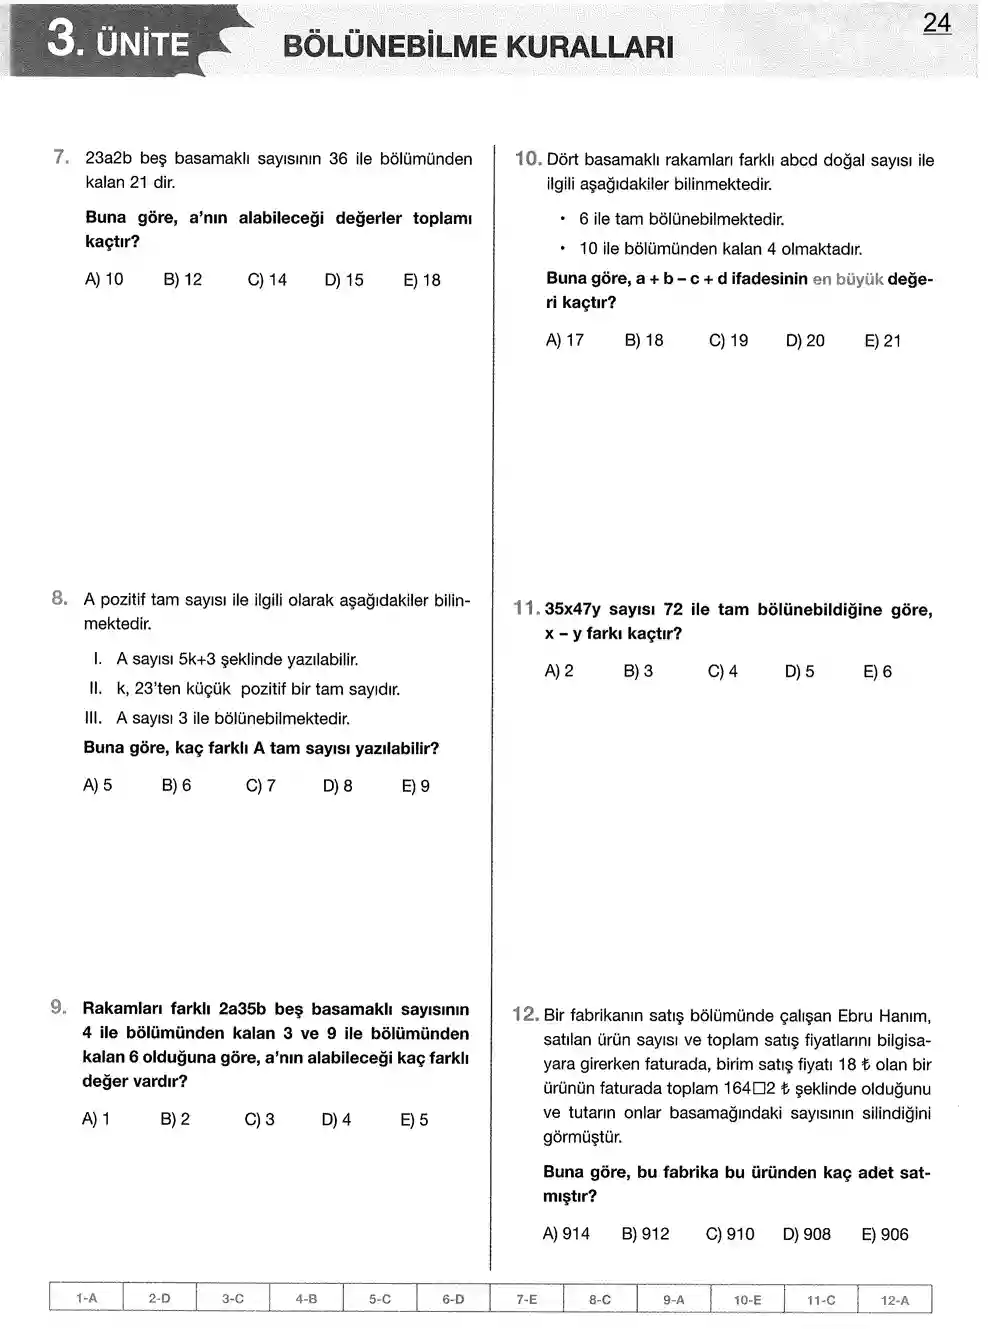 3. ÜNİTE
BÖLÜNEBİLME KURALLARI
24
7. 23a2b beş basamaklı sayısının 36 ile bölümünden
kalan 21 dir.
Buna göre, a'nın alabileceği değerler toplamı
kaçtır?
A) 10 B) 12 C) 14 D) 15 E) 18
8. A pozitif tam sayısı ile ilgili olarak aşağıdakiler bilin-
mektedir.
I. A sayısı 5k+3 şeklinde yazılabilir.
II. k, 23'ten küçük pozitif bir tam sayıdır.
III. A sayısı 3 ile bölünebilmektedir.
Buna göre, kaç farklı A tam sayısı yazılabilir?
A) 5 B) 6 C) 7 D) 8 E) 9
9. Rakamları farklı 2a35b beş basamaklı sayısının
4 ile bölümünden kalan 3 ve 9 ile bölümünden
kalan 6 olduğuna göre, a'nın alabileceği kaç farklı
değer vardır?
A) 1 B) 2 C) 3 D) 4 E) 5
10. Dört basamaklı rakamları farklı abcd doğal sayısı ile
ilgili aşağıdakiler bilinmektedir.
• 6 ile tam bölünebilmektedir.
• 10 ile bölümünden kalan 4 olmaktadır.
Buna göre, a + b – c + d ifadesinin en büyük değe-
ri kaçtır?
A) 17 B) 18 C) 19 D) 20 E) 21
11. 35x47y sayısı 72 ile tam bölünebildiğine göre,
x – y farkı kaçtır?
A) 2 B) 3 C) 4 D) 5 E) 6
12. Bir fabrikanın satış bölümünde çalışan Ebru Hanım,
satılan ürün sayısı ve toplam satış fiyatlarını bilgisa-
yara girerken faturada, birim satış fiyatı 18 ₺ olan bir
ürünün faturada toplam 164□2 ₺ şeklinde olduğunu
ve tutarın onlar basamağındaki sayısının silindiğini
görmüştür.
Buna göre, bu fabrika bu üründen kaç adet sat-
mıştır?
A) 914 B) 912 C) 910 D) 908 E) 906
1-A 2-D 3-C 4-B 5-C 6-D 7-E 8-C 9-A 10-E 11-C 12-A